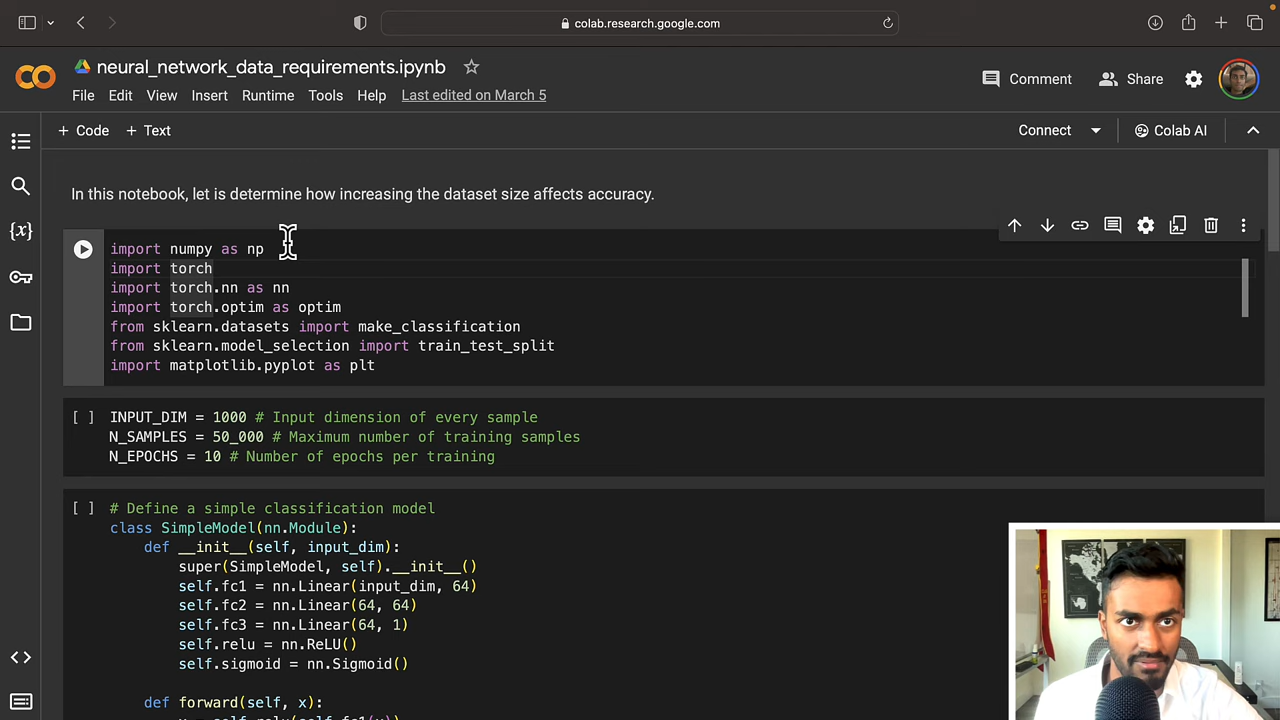 colab.research.google.com
neural_network_data_requirements.ipynb
Comment
Share
File Edit View Insert Runtime Tools Help Last edited on March 5
+ Code + Text
Connect
Colab AI
In this notebook, let is determine how increasing the dataset size affects accuracy.
import numpy as np
import torch
import torch.nn as nn
import torch.optim as optim
from sklearn.datasets import make_classification
from sklearn.model_selection import train_test_split
import matplotlib.pyplot as plt
[ ] INPUT_DIM = 1000 # Input dimension of every sample
N_SAMPLES = 50_000 # Maximum number of training samples
N_EPOCHS = 10 # Number of epochs per training
[ ] # Define a simple classification model
class SimpleModel(nn.Module):
def __init__(self, input_dim):
super(SimpleModel, self).__init__()
self.fc1 = nn.Linear(input_dim, 64)
self.fc2 = nn.Linear(64, 64)
self.fc3 = nn.Linear(64, 1)
self.relu = nn.ReLU()
self.sigmoid = nn.Sigmoid()
def forward(self, x):
x = self.relu(self.fc1(x))